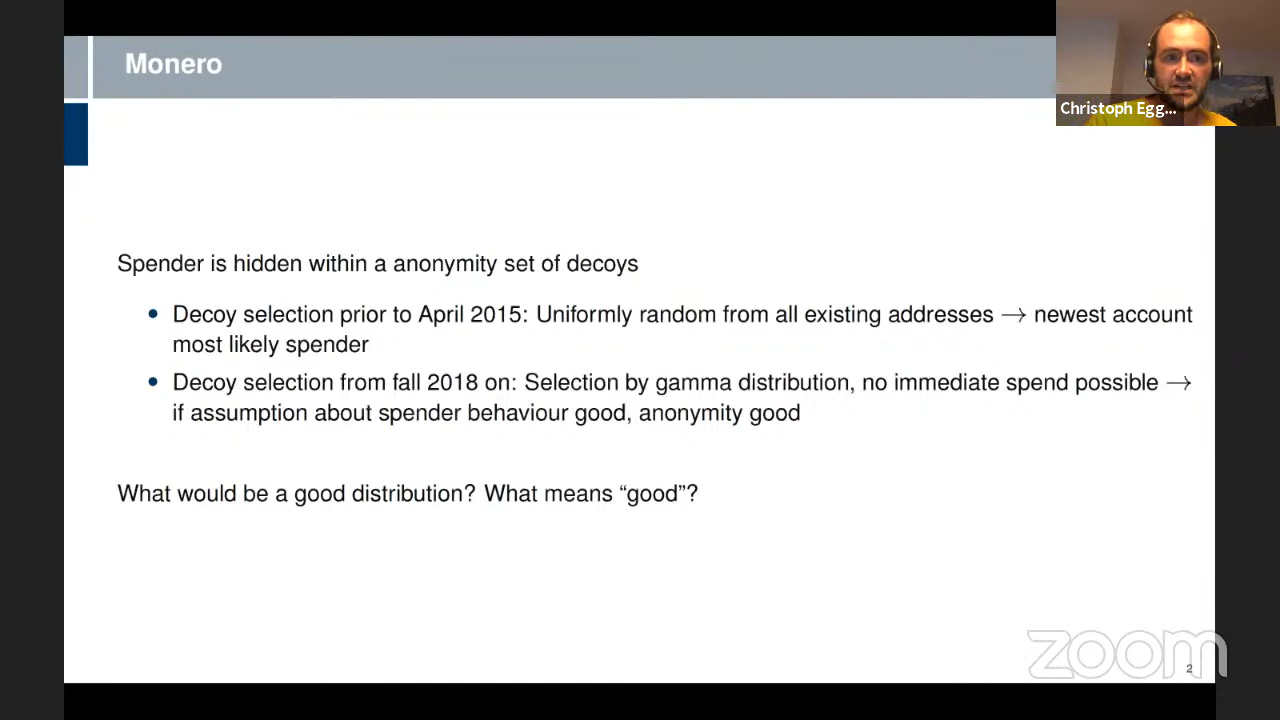 Monero
Christoph Egg...
Spender is hidden within a anonymity set of decoys
• Decoy selection prior to April 2015: Uniformly random from all existing addresses → newest account
most likely spender
• Decoy selection from fall 2018 on: Selection by gamma distribution, no immediate spend possible →
if assumption about spender behaviour good, anonymity good
What would be a good distribution? What means “good”?
zoom
2